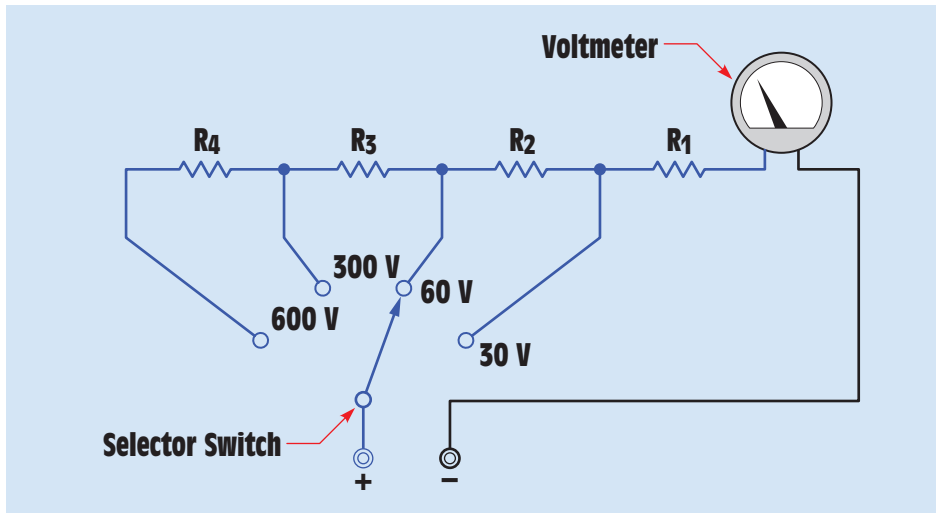 Voltmeter
R4
R3
R2
R1
300 V
60 V
600 V
30 V
Selector Switch
+
−